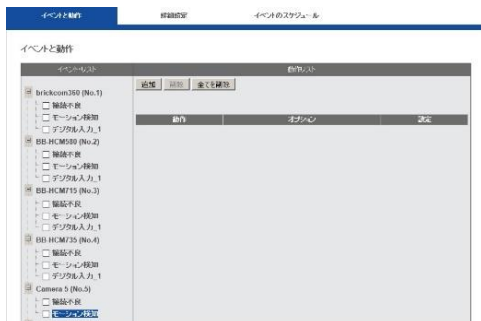 イベントと動作 詳細設定 イベントのスケジュール
イベントと動作
イベントリスト 動作リスト
追加 削除 全てを削除
動作 オプション 設定
brickcom360 (No.1)
接続不良
モーション検知
デジタル入力_1
BB-HCM580 (No.2)
接続不良
モーション検知
デジタル入力_1
BB-HCM715 (No.3)
接続不良
モーション検知
デジタル入力_1
BB-HCM735 (No.4)
接続不良
モーション検知
デジタル入力_1
Camera 5 (No.5)
接続不良
モーション検知